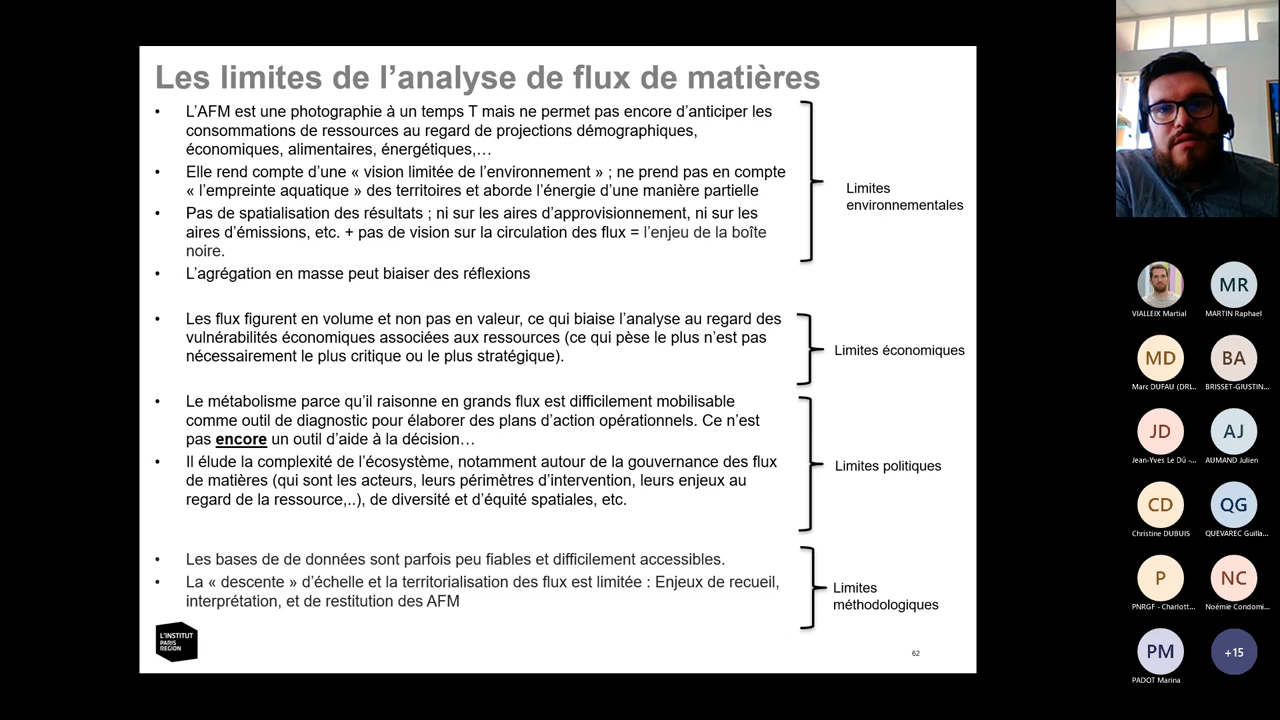 Les limites de l’analyse de flux de matières
• L’AFM est une photographie à un temps T mais ne permet pas encore d’anticiper les
consommations de ressources au regard de projections démographiques,
économiques, alimentaires, énergétiques,…
• Elle rend compte d’une « vision limitée de l’environnement » ; ne prend pas en compte
« l’empreinte aquatique » des territoires et aborde l’énergie d’une manière partielle
• Pas de spatialisation des résultats ; ni sur les aires d’approvisionnement, ni sur les
aires d’émissions, etc. + pas de vision sur la circulation des flux = l’enjeu de la boîte
noire.
• L’agrégation en masse peut biaiser des réflexions
Limites
environnementales
• Les flux figurent en volume et non pas en valeur, ce qui biaise l’analyse au regard des
vulnérabilités économiques associées aux ressources (ce qui pèse le plus n’est pas
nécessairement le plus critique ou le plus stratégique).
Limites économiques
• Le métabolisme parce qu’il raisonne en grands flux est difficilement mobilisable
comme outil de diagnostic pour élaborer des plans d’action opérationnels. Ce n’est
pas encore un outil d’aide à la décision…
• Il élude la complexité de l’écosystème, notamment autour de la gouvernance des flux
de matières (qui sont les acteurs, leurs périmètres d’intervention, leurs enjeux au
regard de la ressource,..), de diversité et d’équité spatiales, etc.
Limites politiques
• Les bases de de données sont parfois peu fiables et difficilement accessibles.
• La « descente » d’échelle et la territorialisation des flux est limitée : Enjeux de recueil,
interprétation, et de restitution des AFM
Limites
méthodologiques
L’INSTITUT
PARIS
REGION
62
VIALLEIX Martial
MR
MARTIN Raphael
MD
Marc DUFAU (DRI...
BA
BRISSET-GIUSTIN...
JD
Jean-Yves Le Dû -...
AJ
AUMAND Julien
CD
Christine DUBUIS
QG
QUEVAREC Guilla...
P
PNRGF - Charlott...
NC
Noémie Condomi...
PM
PADOT Marina
+15